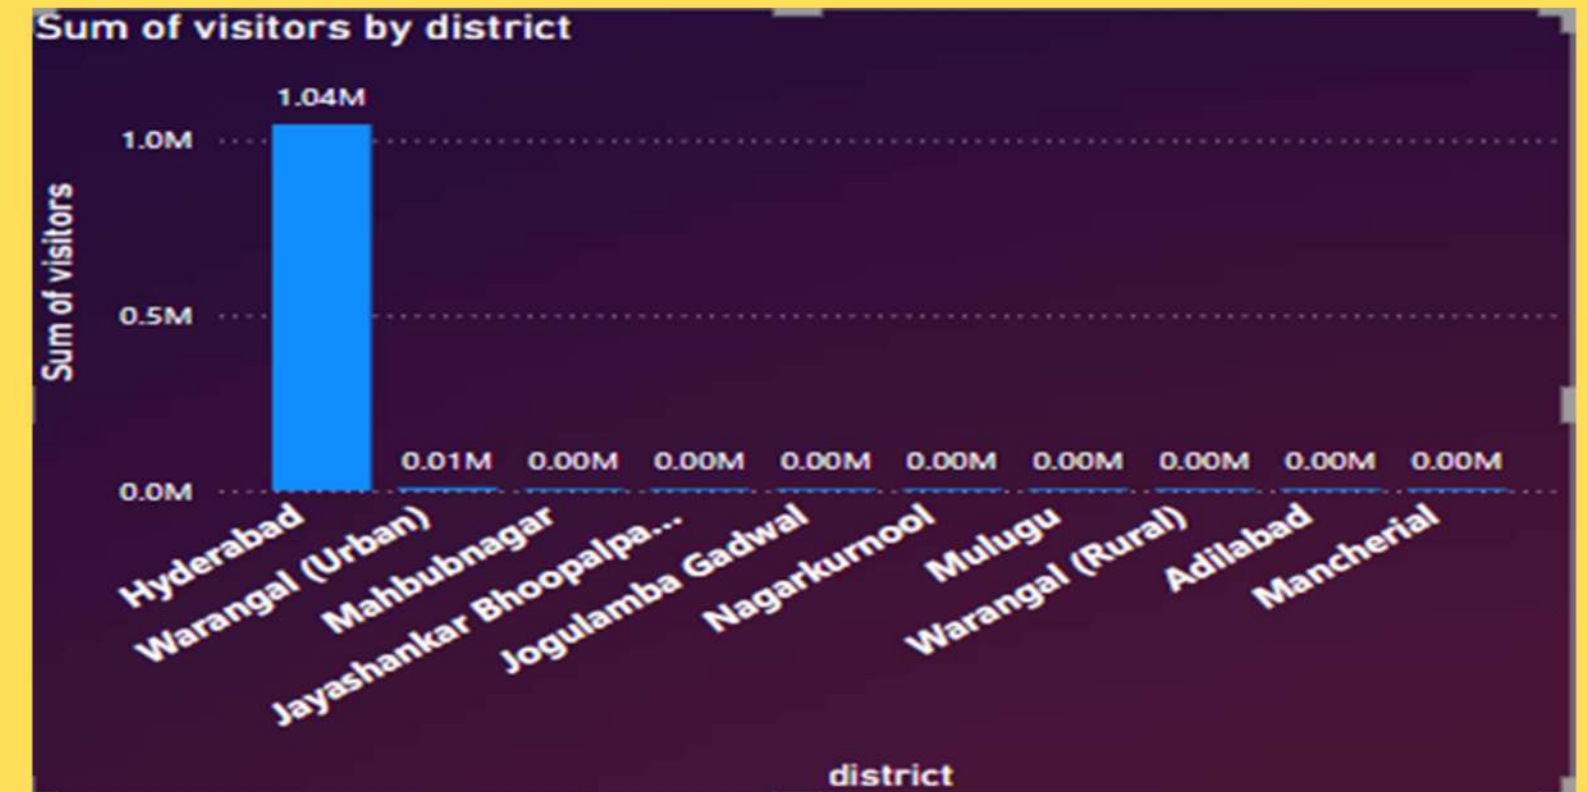 Sum of visitors by district
Sum of visitors
1.0M
0.5M
0.0M
1.04M
0.01M
0.00M
0.00M
0.00M
0.00M
0.00M
0.00M
0.00M
0.00M
Hyderabad
Warangal (Urban)
Mahbubnagar
Jayashankar Bhoopalpa...
Jogulamba Gadwal
Nagarkurnool
Mulugu
Warangal (Rural)
Adilabad
Mancherial
district